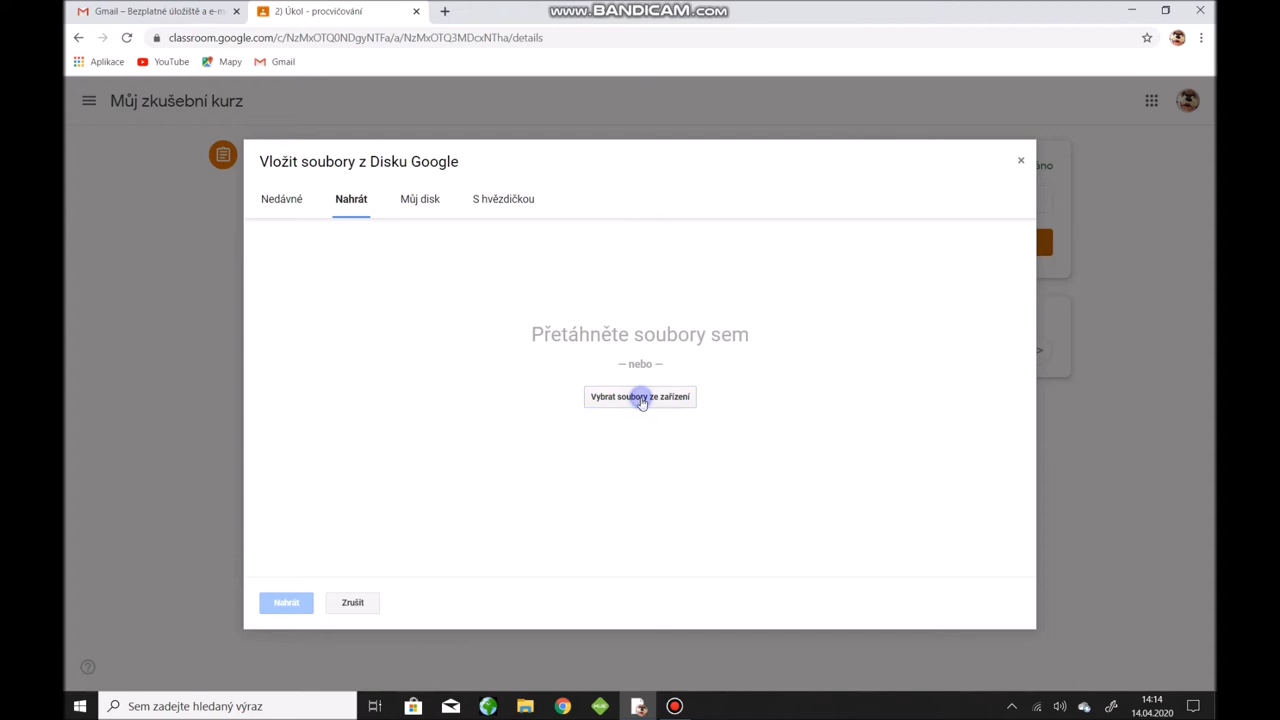 Gmail – Bezplatné úložiště a e-m
2) Úkol - procvičování
www.BANDICAM.com
classroom.google.com/c/NzMxOTQ0NDgyNTFa/a/NzMxOTQ3MDcxNTha/details
Aplikace
YouTube
Mapy
Gmail
Můj zkušební kurz
Vložit soubory z Disku Google
áno
Nedávné
Nahrát
Můj disk
S hvězdičkou
Přetáhněte soubory sem
— nebo —
Vybrat soubory ze zařízení
Nahrát
Zrušit
Sem zadejte hledaný výraz
14:14
14.04.2020